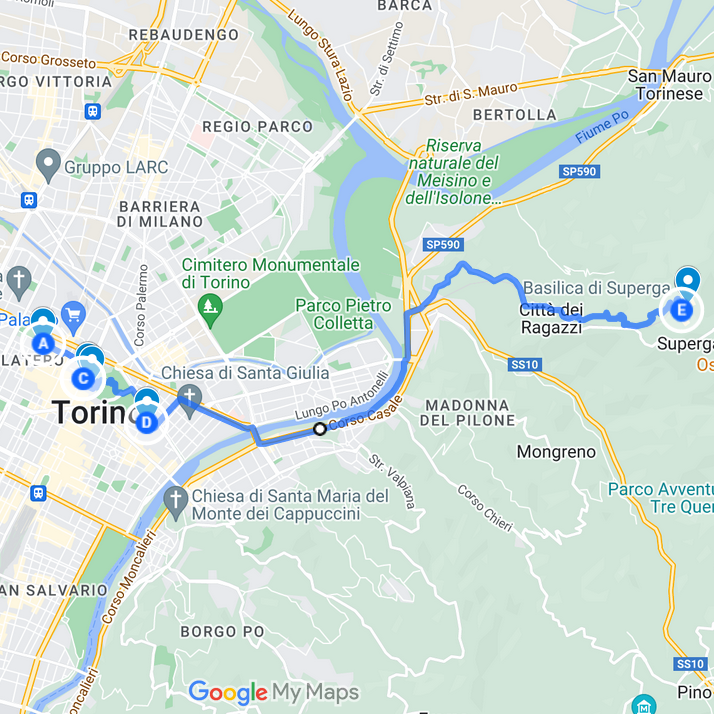 BARCA
REBAUDENGO
Lungo Stura Lazio
Str. di Settimo
Corso Grosseto
RGO VITTORIA
San Mauro
Torinese
Str. di S. Mauro
BERTOLLA
REGIO PARCO
Fiume Po
Riserva
naturale del
Meisino e
dell'Isolone...
Gruppo LARC
SP590
BARRIERA
DI MILANO
SP590
Cimitero Monumentale
di Torino
Corso Palermo
Basilica di Superga
Parco Pietro
Colletta
Città dei
Ragazzi
E
Pala
A
Superga
Os
C
Chiesa di Santa Giulia
SS10
Lungo Po Antonelli
Corso Casale
Torino
D
MADONNA
DEL PILONE
Mongreno
Str. Valpiana
Corso Chieri
Parco Avventu
Tre Quer
Chiesa di Santa Maria del
Monte dei Cappuccini
Corso Moncalieri
AN SALVARIO
BORGO PO
SS10
Google My Maps
Pino